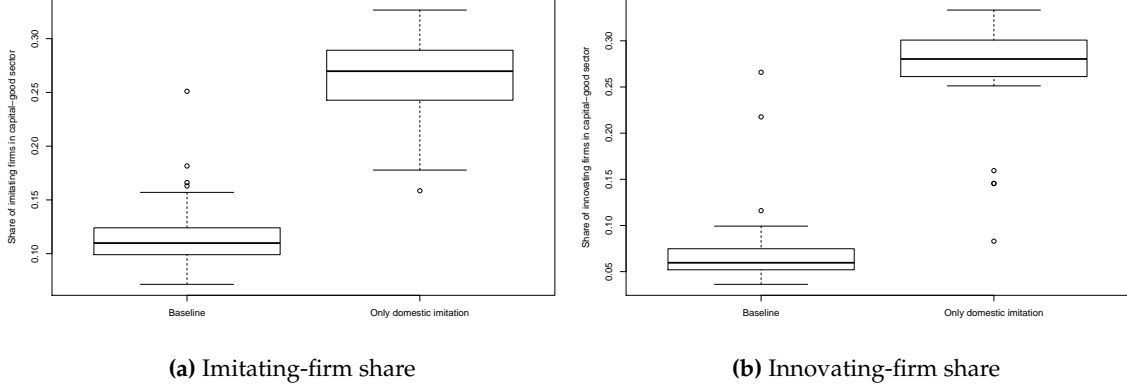 Share of imitating firms in capital−good sector
0.30
0.25
0.20
0.15
0.10
Baseline
Only domestic imitation
(a) Imitating-firm share
Share of innovating firms in capital−good sector
0.30
0.25
0.20
0.15
0.10
0.05
Baseline
Only domestic imitation
(b) Innovating-firm share